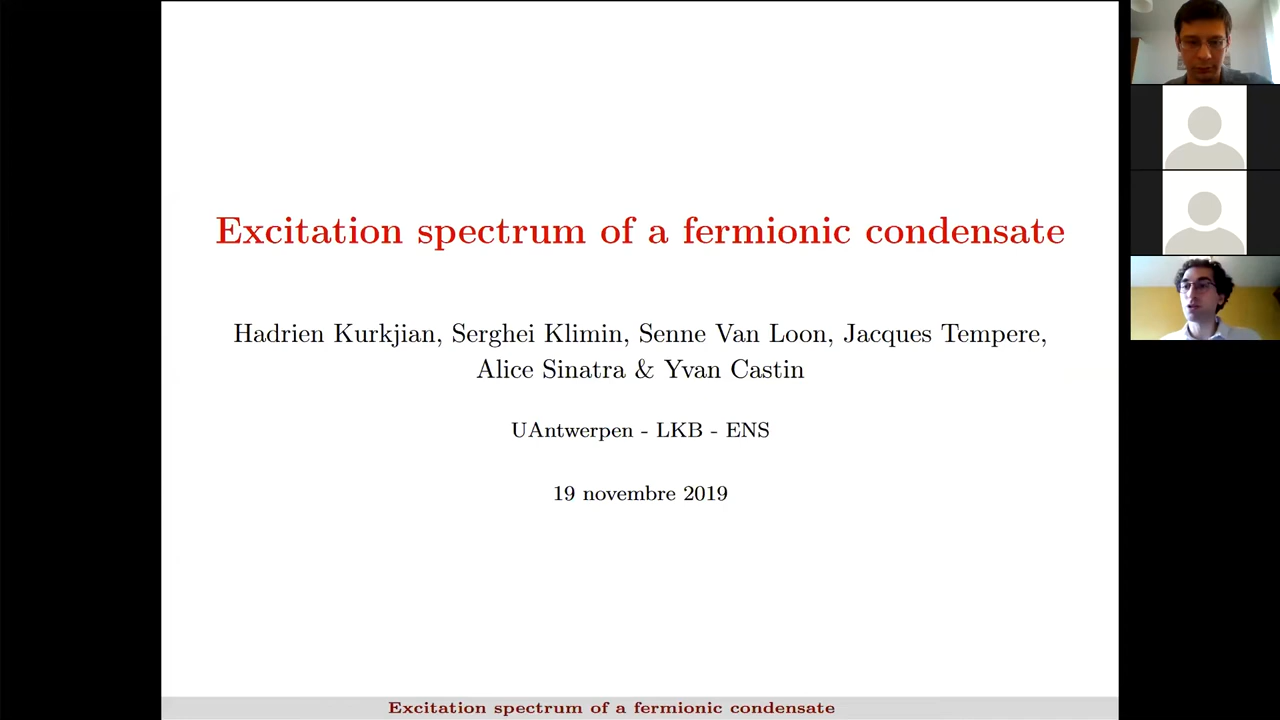 Excitation spectrum of a fermionic condensate
Hadrien Kurkjian, Serghei Klimin, Senne Van Loon, Jacques Tempere,
Alice Sinatra & Yvan Castin
UAntwerpen - LKB - ENS
19 novembre 2019
Excitation spectrum of a fermionic condensate